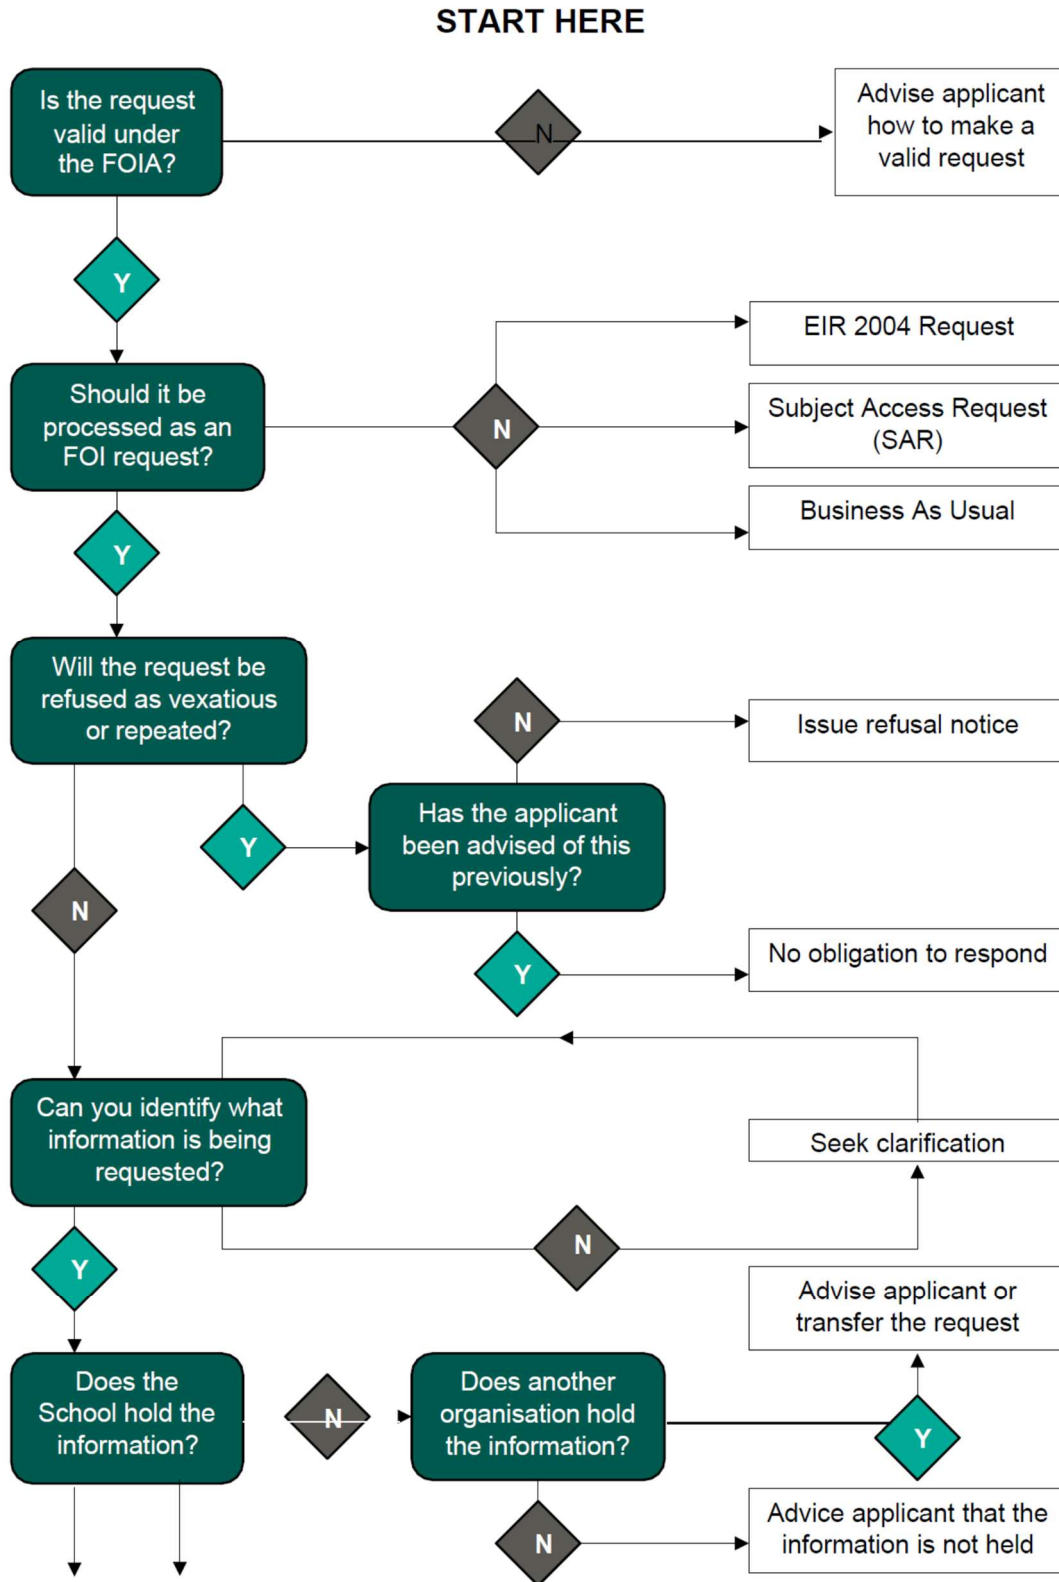 START HERE
Is the request
valid under
the FOIA?
N
Advise applicant
how to make a
valid request
Y
EIR 2004 Request
Should it be
processed as an
FOI request?
N
Subject Access Request
(SAR)
Business As Usual
Y
Will the request be
refused as vexatious
or repeated?
N
Issue refusal notice
Y
Has the applicant
been advised of this
previously?
N
Y
No obligation to respond
Can you identify what
information is being
requested?
Seek clarification
N
Y
Advise applicant or
transfer the request
Does the
School hold the
information?
N
Does another
organisation hold
the information?
Y
N
Advice applicant that the
information is not held